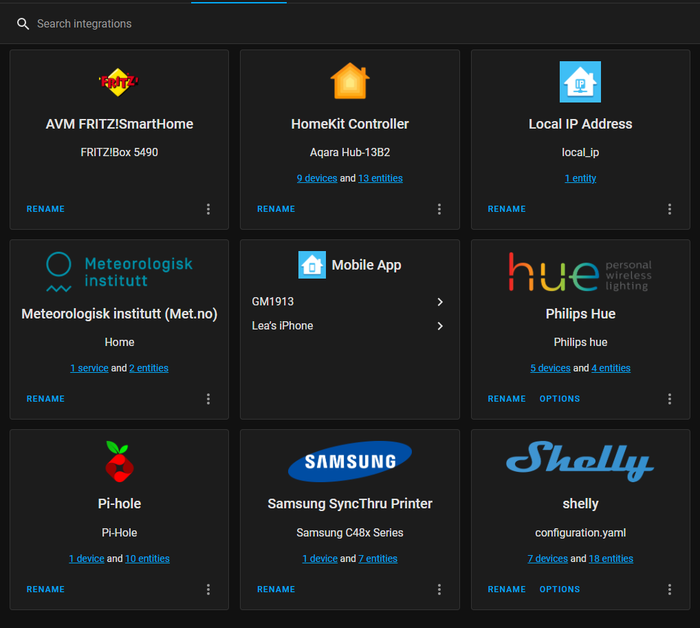 Search integrations
FRITZ!
AVM FRITZ!SmartHome
FRITZ!Box 5490
RENAME
HomeKit Controller
Aqara Hub-13B2
9 devices and 13 entities
RENAME
IP
Local IP Address
local_ip
1 entity
RENAME
Meteorologisk
institutt
Meteorologisk institutt (Met.no)
Home
1 service and 2 entities
RENAME
Mobile App
GM1913
Lea's iPhone
hue personal
wireless
lighting
Philips Hue
Philips hue
5 devices and 4 entities
RENAME OPTIONS
Pi-hole
Pi-Hole
1 device and 10 entities
RENAME
SAMSUNG
Samsung SyncThru Printer
Samsung C48x Series
1 device and 7 entities
RENAME
Shelly
shelly
configuration.yaml
7 devices and 18 entities
RENAME OPTIONS